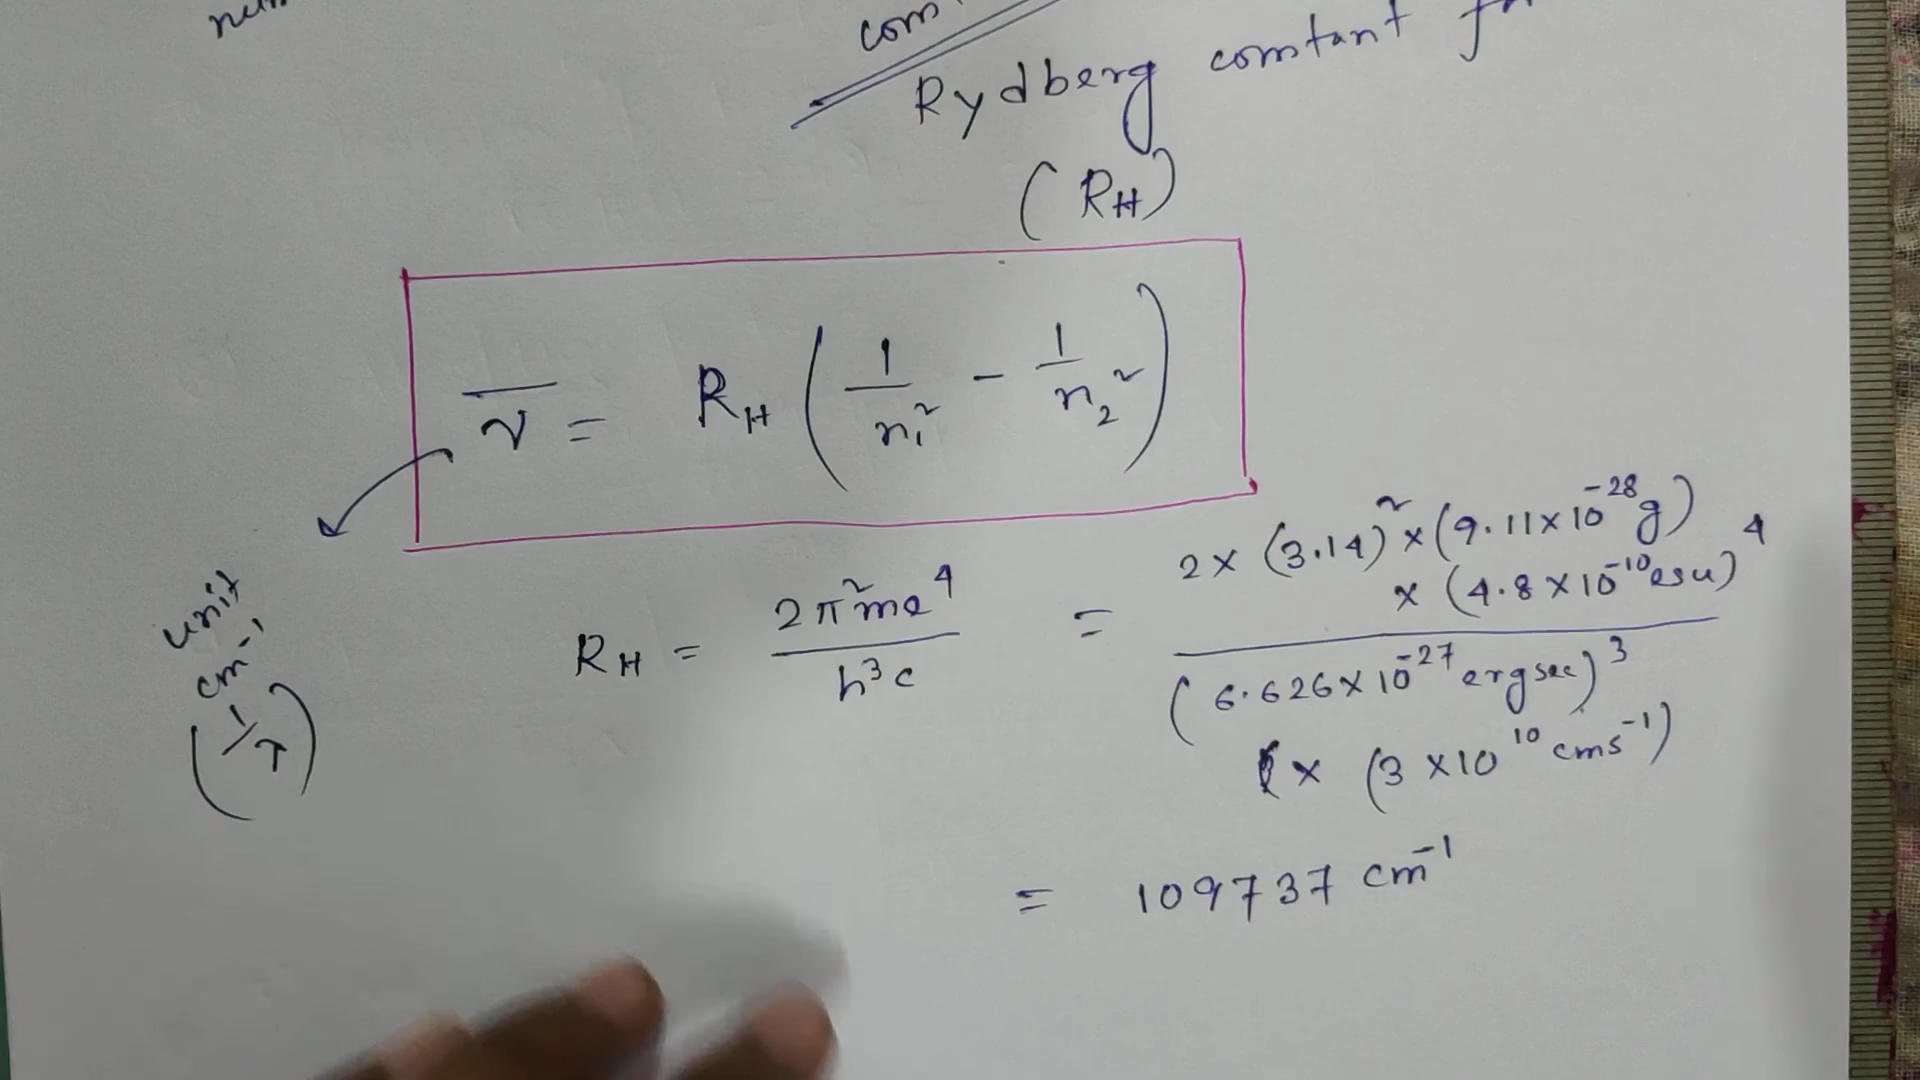 Rydberg constant
(RH)
ν̅ = RH (1/n₁² − 1/n₂²)
unit
cm⁻¹
(1/λ)
RH = 2π²me⁴ / h³c = 2 × (3.14)² × (9.11 × 10⁻²⁸ g) × (4.8 × 10⁻¹⁰ esu)⁴ / (6.626 × 10⁻²⁷ erg sec)³ × (3 × 10¹⁰ cms⁻¹)
= 109737 cm⁻¹